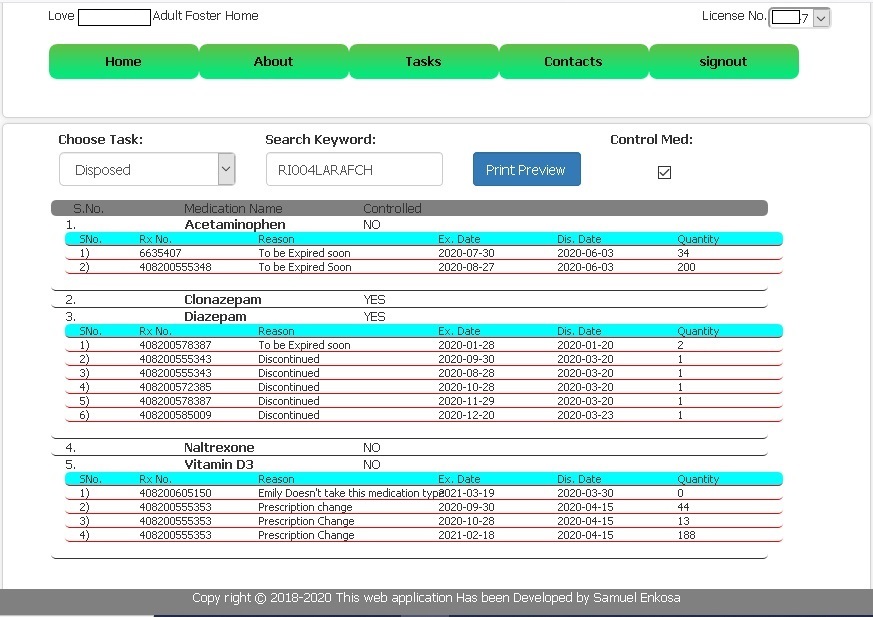 Love Adult Foster Home License No. 7
Home About Tasks Contacts signout
Choose Task: Search Keyword: Control Med:
Disposed RI004LARAFCH Print Preview
S.No. Medication Name Controlled
1. Acetaminophen NO
SNo. Rx No. Reason Ex. Date Dis. Date Quantity
1) 6635407 To be Expired soon 2020-07-30 2020-06-03 34
2) 408200555348 To be Expired Soon 2020-08-27 2020-06-03 200
2. Clonazepam YES
3. Diazepam YES
SNo. Rx No. Reason Ex. Date Dis. Date Quantity
1) 408200578387 To be Expired soon 2020-01-28 2020-01-20 2
2) 408200555343 Discontinued 2020-09-30 2020-03-20 1
3) 408200555343 Discontinued 2020-08-28 2020-03-20 1
4) 408200572385 Discontinued 2020-10-28 2020-03-20 1
5) 408200578387 Discontinued 2020-11-29 2020-03-20 1
6) 408200585009 Discontinued 2020-12-20 2020-03-23 1
4. Naltrexone NO
5. Vitamin D3 NO
SNo. Rx No. Reason Ex. Date Dis. Date Quantity
1) 408200605150 Emily Doesn't take this medication type 2021-03-19 2020-03-30 0
2) 408200555353 Prescription change 2020-09-30 2020-04-15 44
3) 408200555353 Prescription Change 2020-10-28 2020-04-15 13
4) 408200555353 Prescription Change 2021-02-18 2020-04-15 188
Copy right © 2018-2020 This web application Has been Developed by Samuel Enkosa